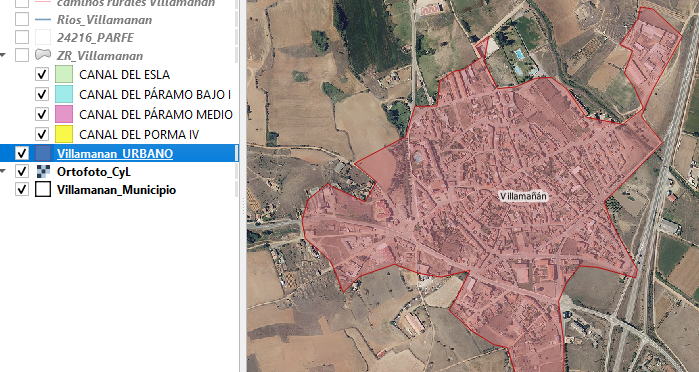 caminos rurales Villamanan
Rios_Villamanan
24216_PARFE
ZR_Villamanan
CANAL DEL ESLA
CANAL DEL PÁRAMO BAJO I
CANAL DEL PÁRAMO MEDIO
CANAL DEL PORMA IV
Villamanan_URBANO
Ortofoto_CyL
Villamanan_Municipio
Villamañán